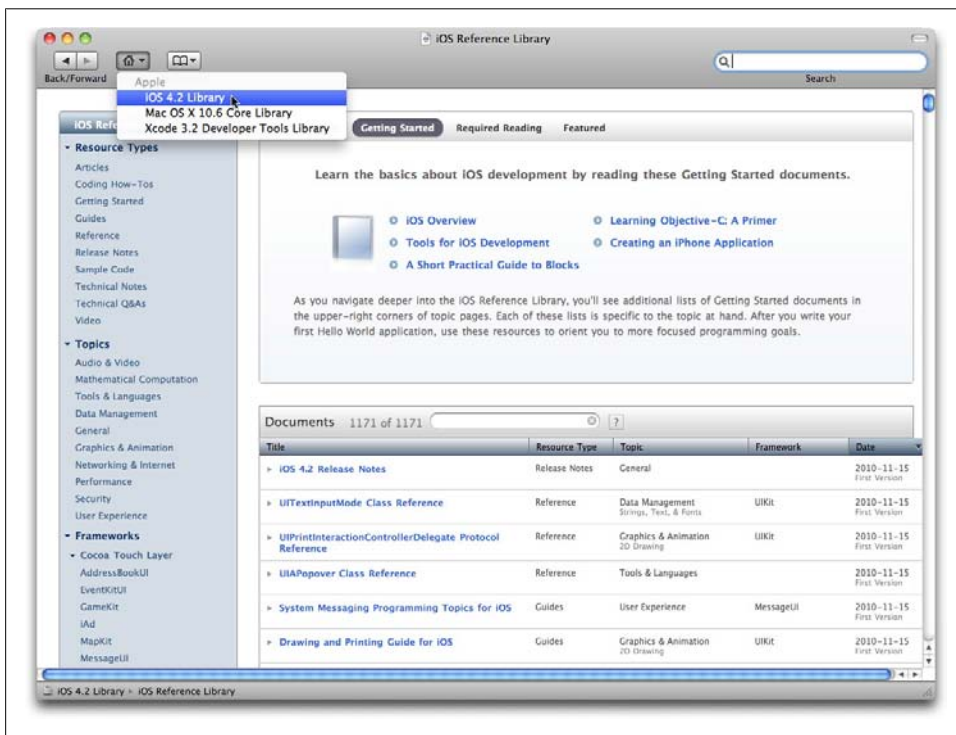 iOS Reference Library
Back/Forward
Search
Apple
iOS 4.2 Library
Mac OS X 10.6 Core Library
Xcode 3.2 Developer Tools Library
iOS
Getting Started Required Reading Featured
Resource Types
Articles
Coding How-Tos
Getting Started
Guides
Reference
Release Notes
Sample Code
Technical Notes
Technical Q&As
Video
Topics
Audio & Video
Mathematical Computation
Tools & Languages
Data Management
General
Graphics & Animation
Networking & Internet
Performance
Security
User Experience
Frameworks
Cocoa Touch Layer
AddressBookUI
EventKitUI
GameKit
iAd
MapKit
MessageUI
Learn the basics about iOS development by reading these Getting Started documents.
iOS Overview Learning Objective-C: A Primer
Tools for iOS Development Creating an iPhone Application
A Short Practical Guide to Blocks
As you navigate deeper into the iOS Reference Library, you'll see additional lists of Getting Started documents in
the upper-right corners of topic pages. Each of these lists is specific to the topic at hand. After you write your
first Hello World application, use these resources to orient you to more focused programming goals.
Documents 1171 of 1171 ?
Title Resource Type Topic Framework Date
iOS 4.2 Release Notes Release Notes General 2010-11-15
First Version
UITextInputMode Class Reference Reference Data Management UIKit 2010-11-15
Strings, Text, & Fonts First Version
UIPrintInteractionControllerDelegate Protocol Reference Graphics & Animation UIKit 2010-11-15
Reference 2D Drawing First Version
UIAPopover Class Reference Reference Tools & Languages 2010-11-15
First Version
System Messaging Programming Topics for iOS Guides User Experience MessageUI 2010-11-15
First Version
Drawing and Printing Guide for iOS Guides Graphics & Animation UIKit 2010-11-15
2D Drawing First Version
iOS 4.2 Library iOS Reference Library